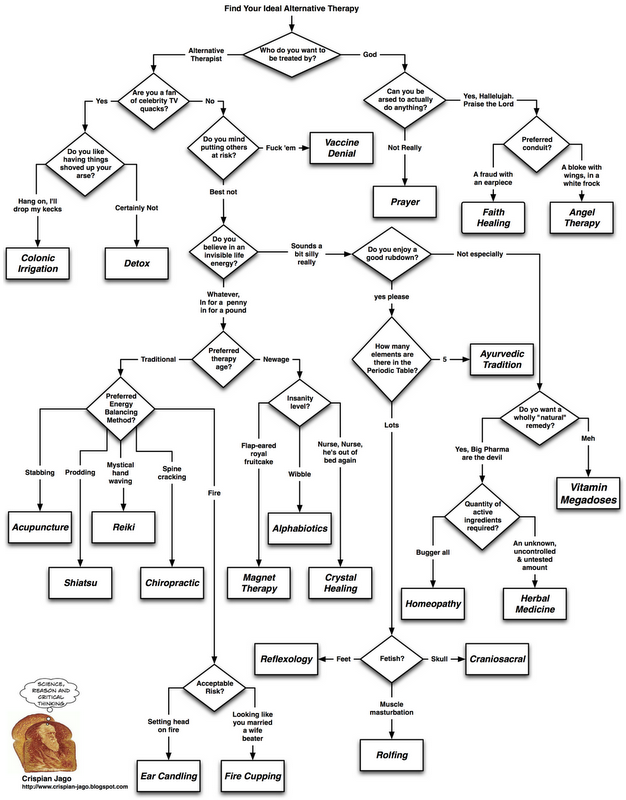 Find Your Ideal Alternative Therapy
Who do you want
to be treated by?
Alternative
Therapist
God
Are you a fan
of celebrity TV
quacks?
Yes
No
Can you be
arsed to actually
do anything?
Yes, Hallelujah.
Praise the Lord
Do you like
having things
shoved up your
arse?
Do you mind
putting others
at risk?
Fuck 'em
Vaccine
Denial
Not Really
Preferred
conduit?
Hang on, I'll
drop my kecks
Certainly Not
Best not
Prayer
A fraud with
an earpiece
A bloke with
wings, in a
white frock
Faith
Healing
Angel
Therapy
Colonic
Irrigation
Detox
Do you
believe in an
invisible life
energy?
Sounds a
bit silly
really
Do you enjoy
a good rubdown?
Not especially
Whatever,
In for a penny
in for a pound
yes please
Preferred
therapy
age?
Traditional
Newage
How many
elements are
there in the
Periodic Table?
5
Ayurvedic
Tradition
Preferred
Energy
Balancing
Method?
Insanity
level?
Lots
Do yo want a
wholly "natural"
remedy?
Stabbing
Prodding
Mystical
hand
waving
Spine
cracking
Fire
Flap-eared
royal
fruitcake
Wibble
Nurse, Nurse,
he's out of
bed again
Yes, Big Pharma
are the devil
Meh
Vitamin
Megadoses
Acupuncture
Reiki
Alphabiotics
Quantity of
active
ingredients
required?
Shiatsu
Chiropractic
Magnet
Therapy
Crystal
Healing
Bugger all
An unknown,
uncontrolled
& untested
amount
Homeopathy
Herbal
Medicine
Reflexology
Feet
Fetish?
Skull
Craniosacral
Acceptable
Risk?
Muscle
masturbation
Setting head
on fire
Looking like
you married
a wife
beater
Rolfing
Ear Candling
Fire Cupping
SCIENCE,
REASON AND
CRITICAL
THINKING
Crispian Jago
http://www.crispian-jago.blogspot.com